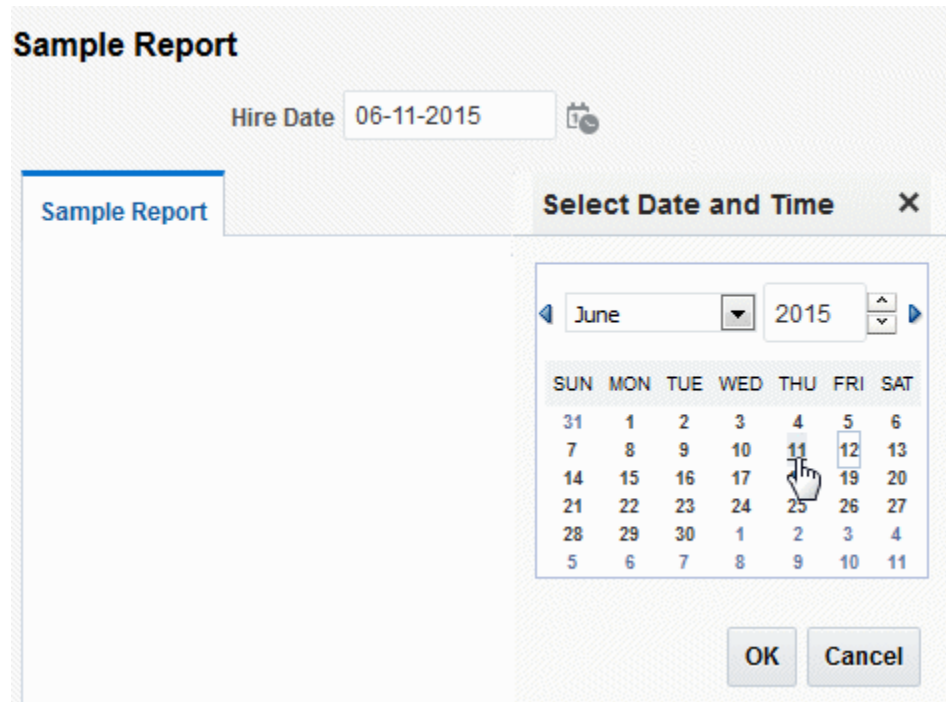 Sample Report
Hire Date 06-11-2015
Sample Report
Select Date and Time
June 2015
SUN MON TUE WED THU FRI SAT
31 1 2 3 4 5 6
7 8 9 10 11 12 13
14 15 16 17 19 20
21 22 23 24 25 26 27
28 29 30 1 2 3 4
5 6 7 8 9 10 11
OK Cancel